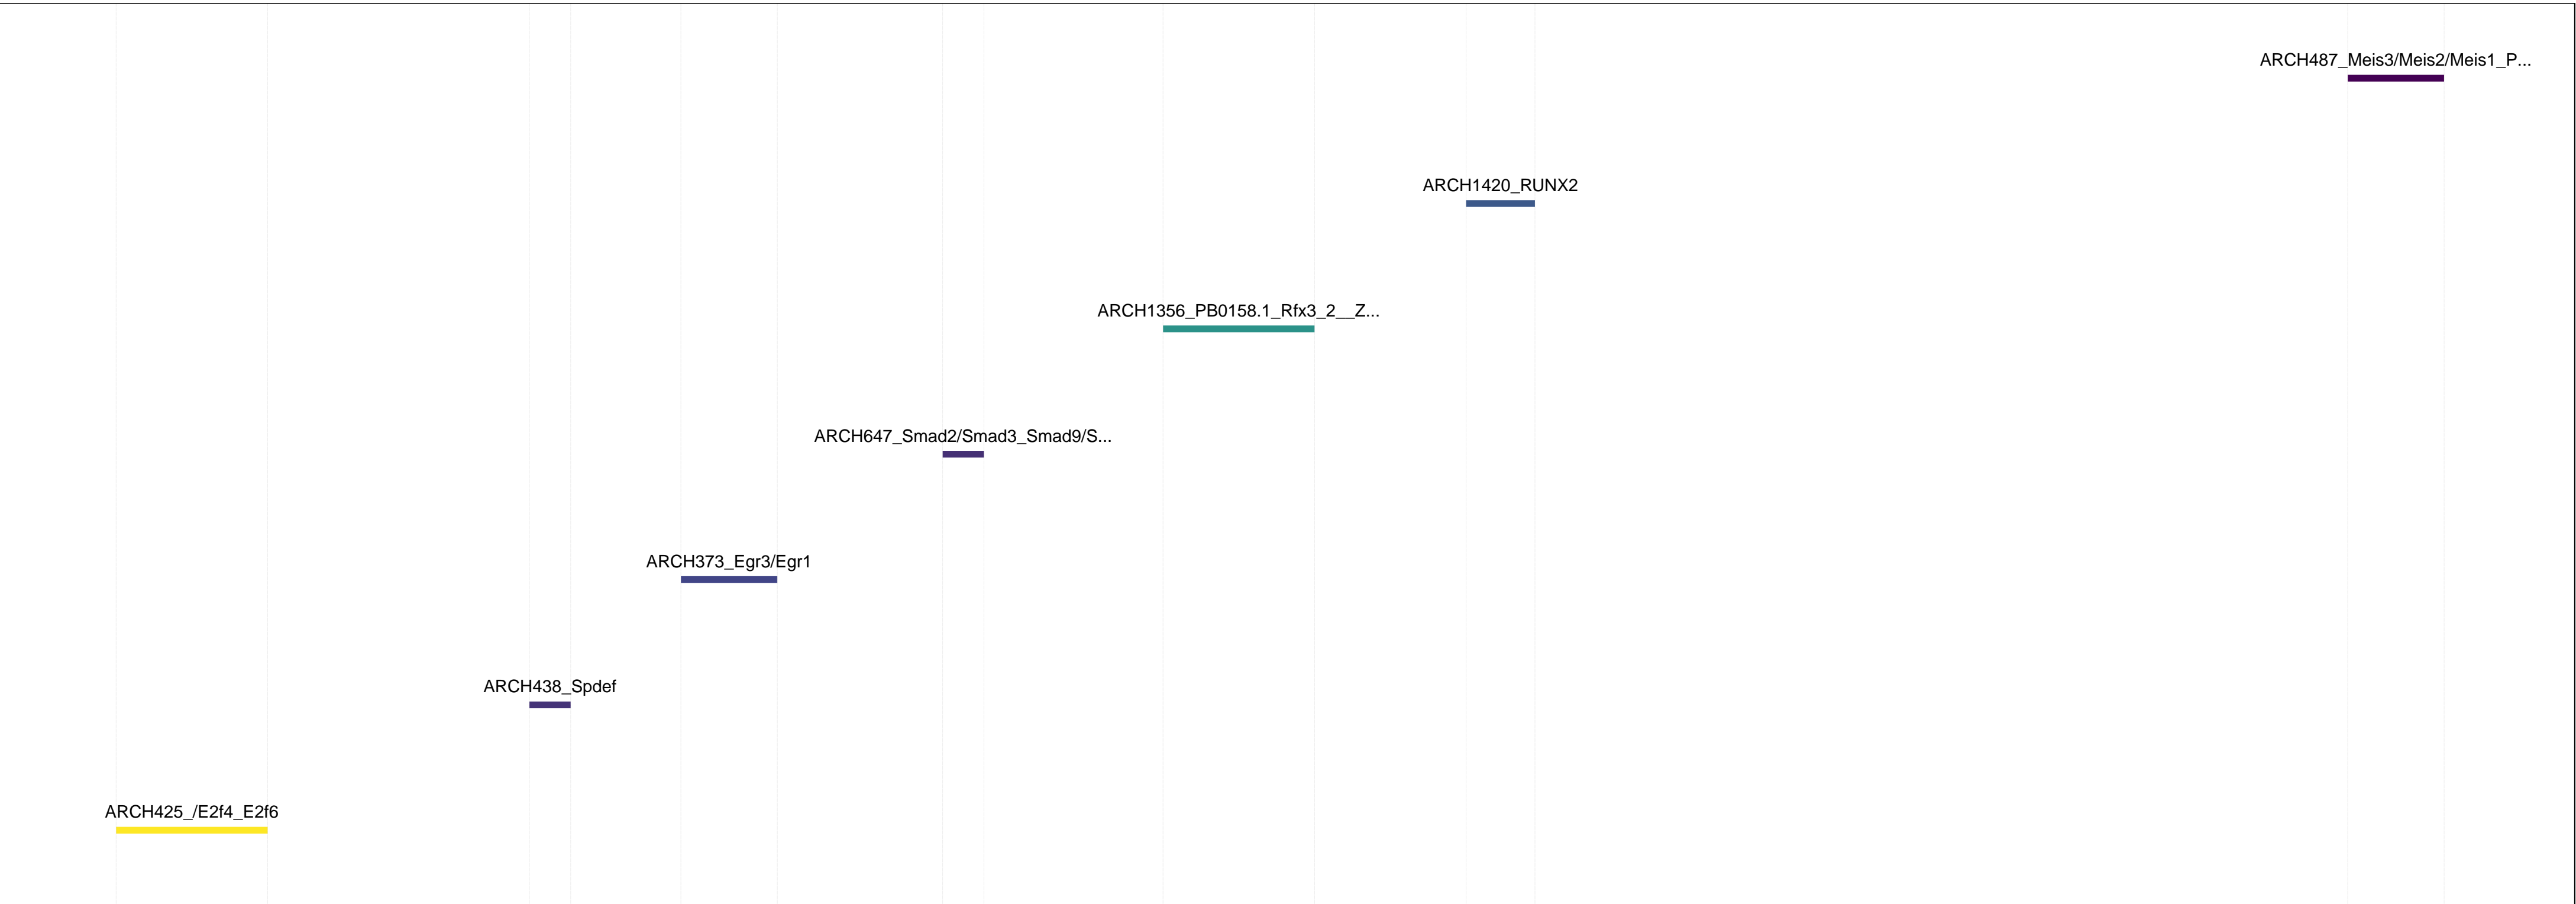 ARCH487_Meis3/Meis2/Meis1_P...
ARCH1420_RUNX2
ARCH1356_PB0158.1_Rfx3_2__Z...
ARCH647_Smad2/Smad3_Smad9/S...
ARCH373_Egr3/Egr1
ARCH438_Spdef
ARCH425_/E2f4_E2f6